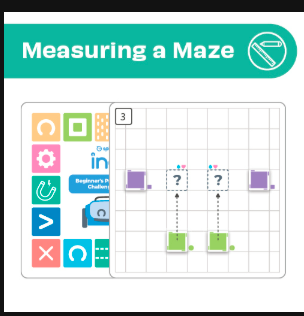 Measuring a Maze
3
in
Beginner's P
Challen
?
?